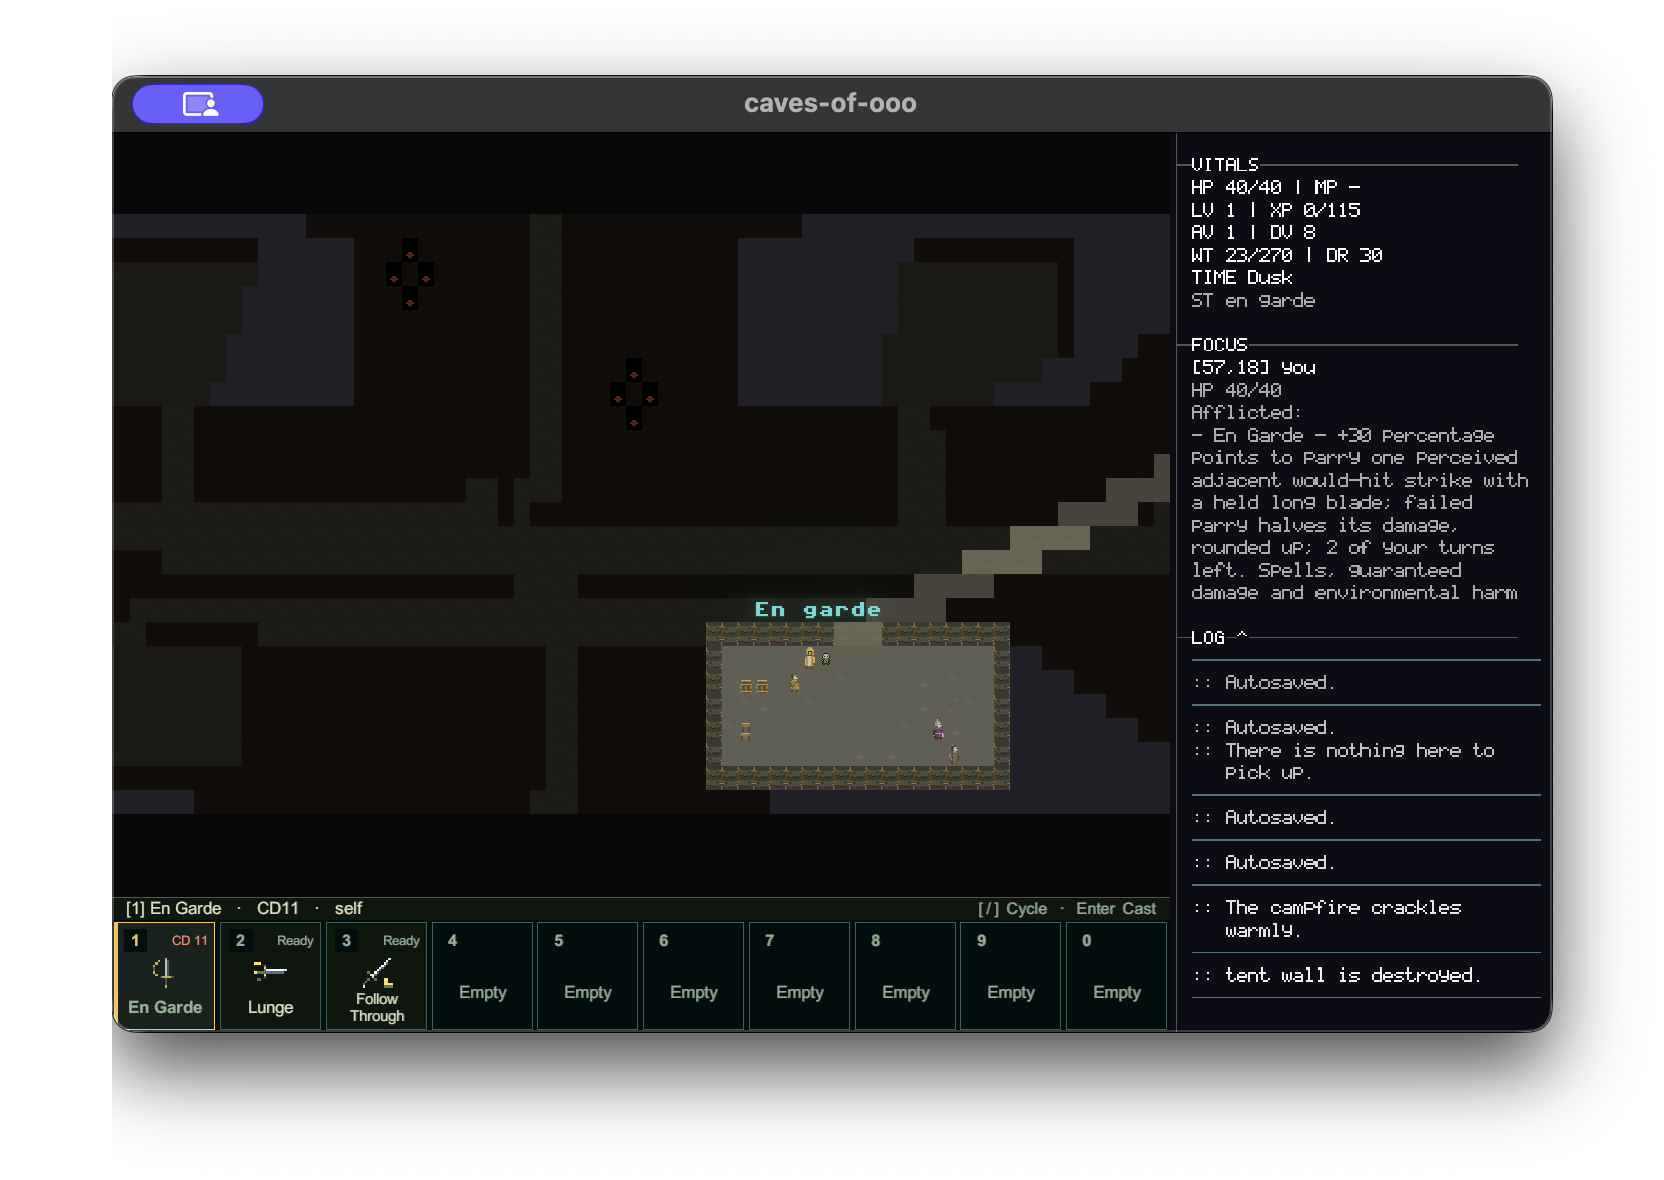 caves-of-ooo
VITALS
HP 40/40 | MP -
LV 1 | XP 0/115
AV 1 | DV 8
WT 23/270 | DR 30
TIME Dusk
ST en garde
FOCUS
[57,18] you
HP 40/40
Afflicted:
- En Garde - +30 percentage
points to parry one perceived
adjacent would-hit strike with
a held long blade; failed
parry halves its damage,
rounded up; 2 of your turns
left. Spells, guaranteed
damage and environmental harm
LOG ^
:: Autosaved.
:: Autosaved.
:: There is nothing here to
pick up.
:: Autosaved.
:: Autosaved.
:: The campfire crackles
warmly.
:: tent wall is destroyed.
En garde
[1] En Garde · CD11 · self
[/] Cycle · Enter Cast
1 CD 11
En Garde
2 Ready
Lunge
3 Ready
Follow
Through
4
Empty
5
Empty
6
Empty
7
Empty
8
Empty
9
Empty
0
Empty